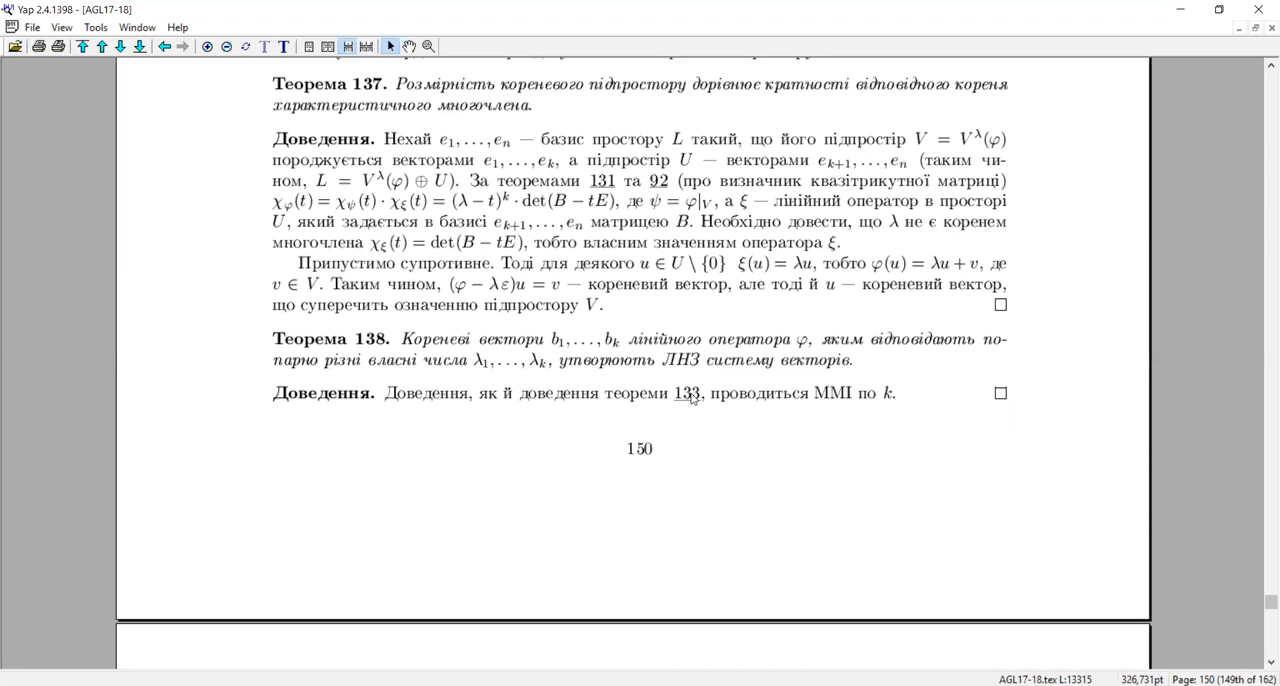 Yap 2.4.1398 - [AGL17-18]
File View Tools Window Help
Теорема 137. Розмірність кореневого підпростору дорівнює кратності відповідного кореня
характеристичного многочлена.
Доведення. Нехай e₁,…,eₙ — базис простору L такий, що його підпростір V = V^λ(φ)
породжується векторами e₁,…,eₖ, а підпростір U — векторами eₖ₊₁,…,eₙ (таким чи-
ном, L = V^λ(φ) ⊕ U). За теоремами 131 та 92 (про визначник квазітрикутної матриці)
χ_φ(t) = χ_ψ(t) · χ_ξ(t) = (λ − t)^k · det(B − tE), де ψ = φ|_V, а ξ — лінійний оператор в просторі
U, який задається в базисі eₖ₊₁,…,eₙ матрицею B. Необхідно довести, що λ не є коренем
многочлена χ_ξ(t) = det(B − tE), тобто власним значенням оператора ξ.
Припустимо супротивне. Тоді для деякого u ∈ U \ {0} ξ(u) = λu, тобто φ(u) = λu + v, де
v ∈ V. Таким чином, (φ − λε)u = v — кореневий вектор, але тоді й u — кореневий вектор,
що суперечить означенню підпростору V. □
Теорема 138. Кореневі вектори b₁,…,bₖ лінійного оператора φ, яким відповідають по-
парно різні власні числа λ₁,…,λₖ, утворюють ЛНЗ систему векторів.
Доведення. Доведення, як й доведення теореми 133, проводиться ММІ по k. □
150
AGL17-18.tex L:13315 326,731pt Page: 150 (149th of 162)